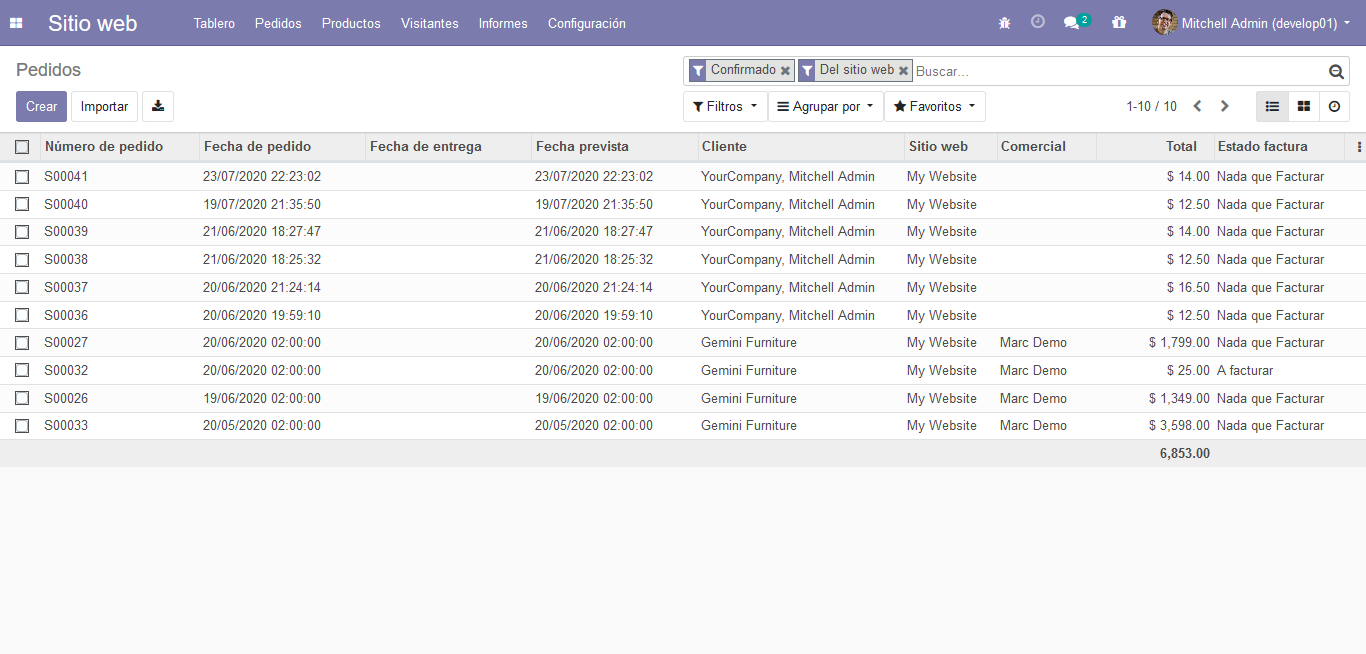 Sitio web Tablero Pedidos Productos Visitantes Informes Configuración 2 Mitchell Admin (develop01)
Pedidos Confirmado Del sitio web Buscar...
Crear Importar Filtros Agrupar por Favoritos 1-10 / 10
Número de pedido Fecha de pedido Fecha de entrega Fecha prevista Cliente Sitio web Comercial Total Estado factura
S00041 23/07/2020 22:23:02 23/07/2020 22:23:02 YourCompany, Mitchell Admin My Website $ 14.00 Nada que Facturar
S00040 19/07/2020 21:35:50 19/07/2020 21:35:50 YourCompany, Mitchell Admin My Website $ 12.50 Nada que Facturar
S00039 21/06/2020 18:27:47 21/06/2020 18:27:47 YourCompany, Mitchell Admin My Website $ 14.00 Nada que Facturar
S00038 21/06/2020 18:25:32 21/06/2020 18:25:32 YourCompany, Mitchell Admin My Website $ 12.50 Nada que Facturar
S00037 20/06/2020 21:24:14 20/06/2020 21:24:14 YourCompany, Mitchell Admin My Website $ 16.50 Nada que Facturar
S00036 20/06/2020 19:59:10 20/06/2020 19:59:10 YourCompany, Mitchell Admin My Website $ 12.50 Nada que Facturar
S00027 20/06/2020 02:00:00 20/06/2020 02:00:00 Gemini Furniture My Website Marc Demo $ 1,799.00 Nada que Facturar
S00032 20/06/2020 02:00:00 20/06/2020 02:00:00 Gemini Furniture My Website Marc Demo $ 25.00 A facturar
S00026 19/06/2020 02:00:00 19/06/2020 02:00:00 Gemini Furniture My Website Marc Demo $ 1,349.00 Nada que Facturar
S00033 20/05/2020 02:00:00 20/05/2020 02:00:00 Gemini Furniture My Website Marc Demo $ 3,598.00 Nada que Facturar
6,853.00